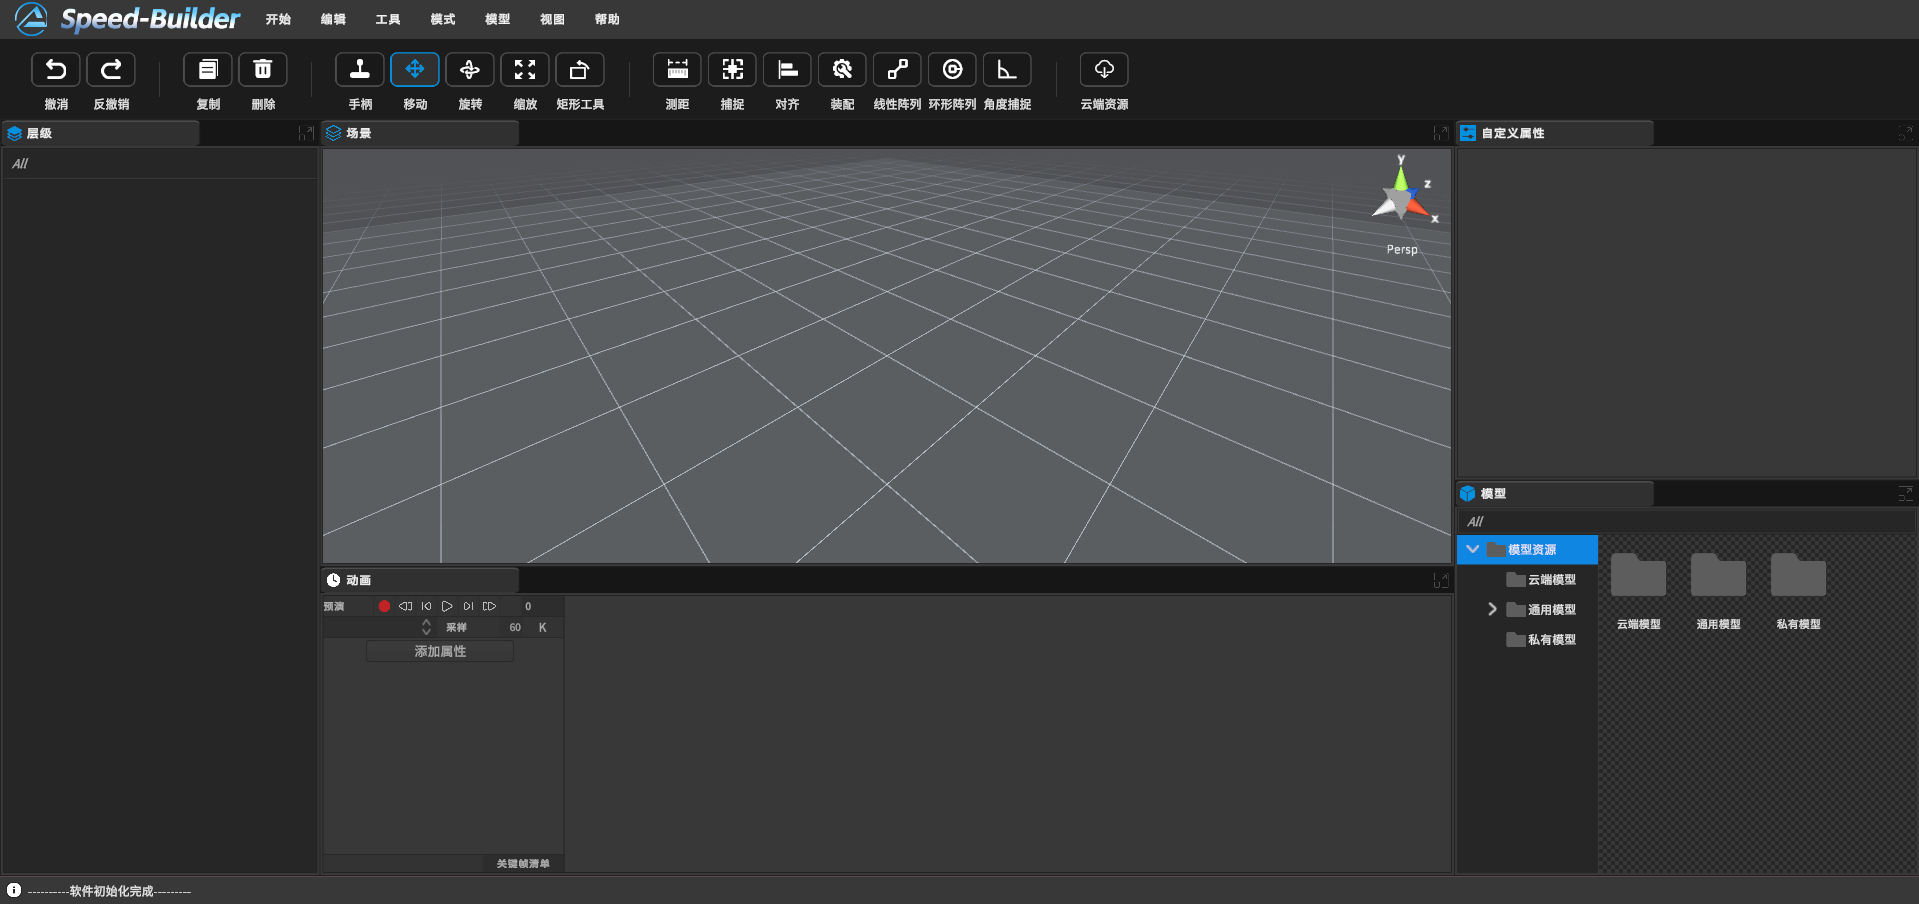 Speed-Builder 开始 编辑 工具 模式 模型 视图 帮助
撤消 反撤销 复制 删除 手柄 移动 旋转 缩放 矩形工具 测距 捕捉 对齐 装配 线性阵列 环形阵列 角度捕捉 云端资源
层级
All
场景
y
z
x
Persp
动画
预演 0
采样 60 K
添加属性
关键帧清单
自定义属性
模型
All
模型资源
云端模型
通用模型
私有模型
云端模型 通用模型 私有模型
----------软件初始化完成---------